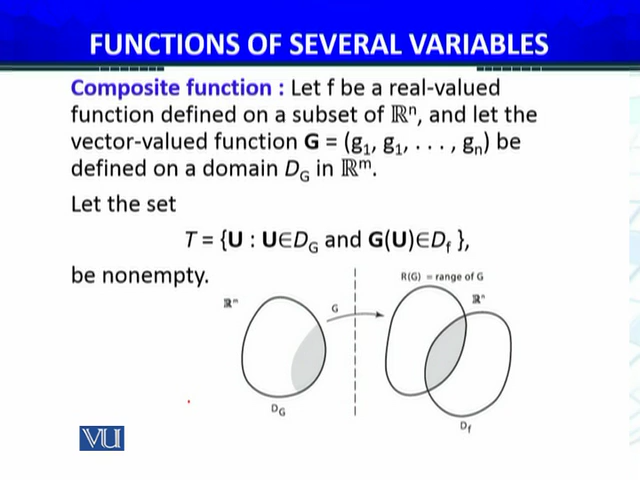 FUNCTIONS OF SEVERAL VARIABLES
Composite function : Let f be a real-valued
function defined on a subset of ℝⁿ, and let the
vector-valued function G = (g₁, g₁, . . . , gₙ) be
defined on a domain D_G in ℝᵐ.
Let the set
T = {U : U∈D_G and G(U)∈D_f },
be nonempty.
R(G) = range of G
ℝⁿ
G
ℝⁿ
D_G
D_f
VU